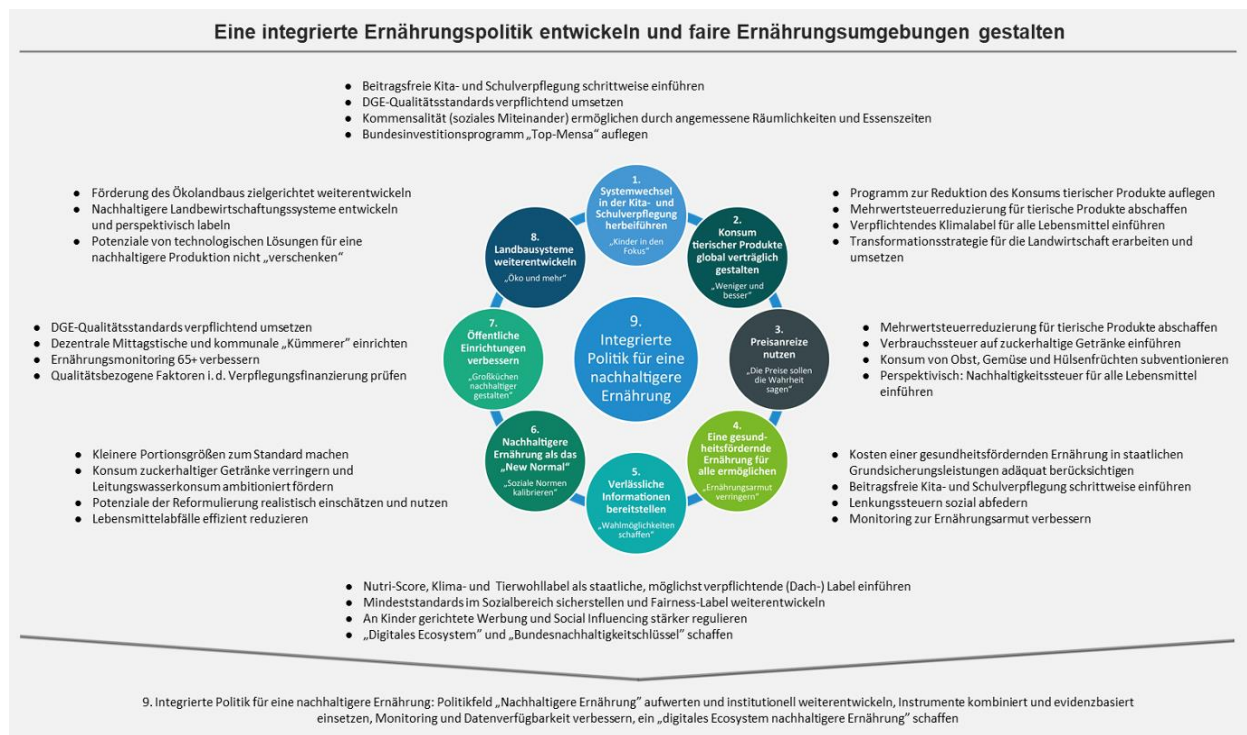 Eine integrierte Ernährungspolitik entwickeln und faire Ernährungsumgebungen gestalten
● Beitragsfreie Kita- und Schulverpflegung schrittweise einführen
● DGE-Qualitätsstandards verpflichtend umsetzen
● Kommensalität (soziales Miteinander) ermöglichen durch angemessene Räumlichkeiten und Essenszeiten
● Bundesinvestitionsprogramm „Top-Mensa" auflegen
1.
Systemwechsel
in der Kita- und
Schulverpflegung
herbeiführen
„Kinder in den
Fokus"
● Programm zur Reduktion des Konsums tierischer Produkte auflegen
● Mehrwertsteuerreduzierung für tierische Produkte abschaffen
● Verpflichtendes Klimalabel für alle Lebensmittel einführen
● Transformationsstrategie für die Landwirtschaft erarbeiten und
umsetzen
2.
Konsum
tierischer Produkte
global verträglich
gestalten
„Weniger und
besser"
● Mehrwertsteuerreduzierung für tierische Produkte abschaffen
● Verbrauchssteuer auf zuckerhaltige Getränke einführen
● Konsum von Obst, Gemüse und Hülsenfrüchten subventionieren
● Perspektivisch: Nachhaltigkeitssteuer für alle Lebensmittel
einführen
3.
Preisanreize
nutzen
„Die Preise sollen
die Wahrheit
sagen"
● Kosten einer gesundheitsfördernden Ernährung in staatlichen
Grundsicherungsleistungen adäquat berücksichtigen
● Beitragsfreie Kita- und Schulverpflegung schrittweise einführen
● Lenkungssteuern sozial abfedern
● Monitoring zur Ernährungsarmut verbessern
4.
Eine gesund-
heitsfördernde
Ernährung für
alle ermöglichen
„Ernährungsarmut
verringern"
5.
Verlässliche
Informationen
bereitstellen
„Wahlmöglichkeiten
schaffen"
● Nutri-Score, Klima- und Tierwohllabel als staatliche, möglichst verpflichtende (Dach-) Label einführen
● Mindeststandards im Sozialbereich sicherstellen und Fairness-Label weiterentwickeln
● An Kinder gerichtete Werbung und Social Influencing stärker regulieren
● „Digitales Ecosystem" und „Bundesnachhaltigkeitschlüssel" schaffen
6.
Nachhaltigere
Ernährung als das
„New Normal"
„Soziale Normen
kalibrieren"
● Kleinere Portionsgrößen zum Standard machen
● Konsum zuckerhaltiger Getränke verringern und
Leitungswasserkonsum ambitioniert fördern
● Potenziale der Reformulierung realistisch einschätzen und nutzen
● Lebensmittelabfälle effizient reduzieren
7.
Öffentliche
Einrichtungen
verbessern
„Großküchen
nachhaltiger
gestalten"
● DGE-Qualitätsstandards verpflichtend umsetzen
● Dezentrale Mittagstische und kommunale „Kümmerer" einrichten
● Ernährungsmonitoring 65+ verbessern
● Qualitätsbezogene Faktoren i. d. Verpflegungsfinanzierung prüfen
8.
Landbausysteme
weiterentwickeln
„Öko und mehr"
● Förderung des Ökolandbaus zielgerichtet weiterentwickeln
● Nachhaltigere Landbewirtschaftungssysteme entwickeln
und perspektivisch labeln
● Potenziale von technologischen Lösungen für eine
nachhaltigere Produktion nicht „verschenken"
9.
Integrierte
Politik für eine
nachhaltigere
Ernährung
9. Integrierte Politik für eine nachhaltigere Ernährung: Politikfeld „Nachhaltigere Ernährung" aufwerten und institutionell weiterentwickeln, Instrumente kombiniert und evidenzbasiert
einsetzen, Monitoring und Datenverfügbarkeit verbessern, ein „digitales Ecosystem nachhaltigere Ernährung" schaffen